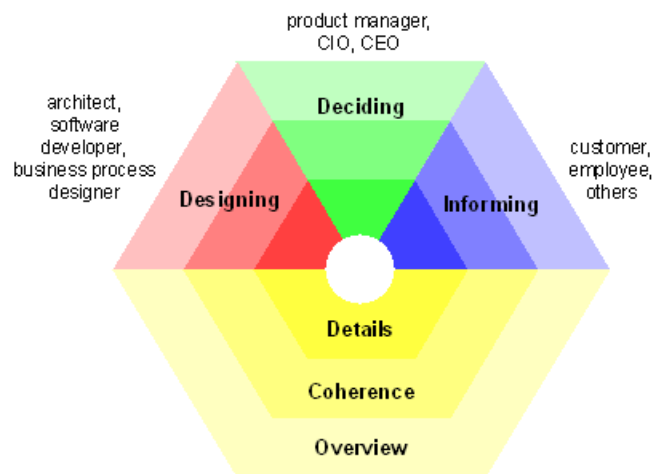 product manager,
CIO, CEO
architect,
software
developer,
business process
designer
Deciding
customer,
employee,
others
Designing
Informing
Details
Coherence
Overview